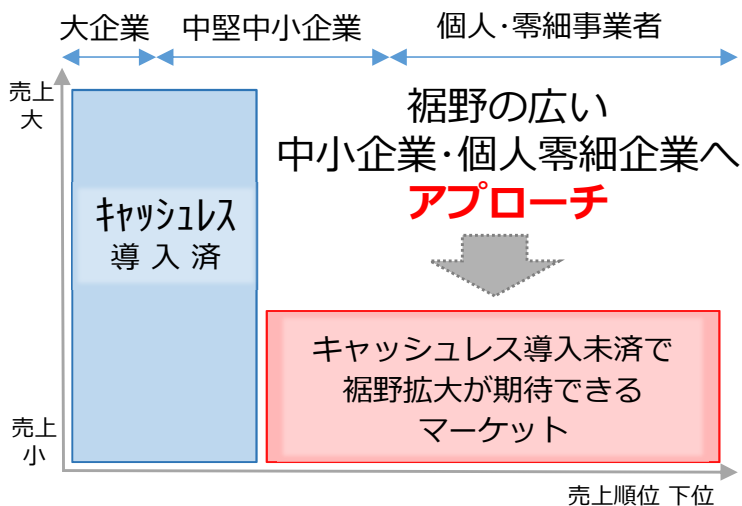 大企業 中堅中小企業 個人・零細事業者
売上
大
裾野の広い
中小企業・個人零細企業へ
アプローチ
ｷｬｯｼｭﾚｽ
導入済
キャッシュレス導入未済で
裾野拡大が期待できる
マーケット
売上
小
売上順位 下位